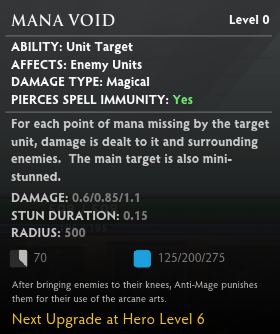 MANA VOID Level 0
ABILITY: Unit Target
AFFECTS: Enemy Units
DAMAGE TYPE: Magical
PIERCES SPELL IMMUNITY: Yes
For each point of mana missing by the target
unit, damage is dealt to it and surrounding
enemies. The main target is also mini-
stunned.
DAMAGE: 0.6/0.85/1.1
STUN DURATION: 0.15
RADIUS: 500
70 125/200/275
After bringing enemies to their knees, Anti-Mage punishes
them for their use of the arcane arts.
Next Upgrade at Hero Level 6